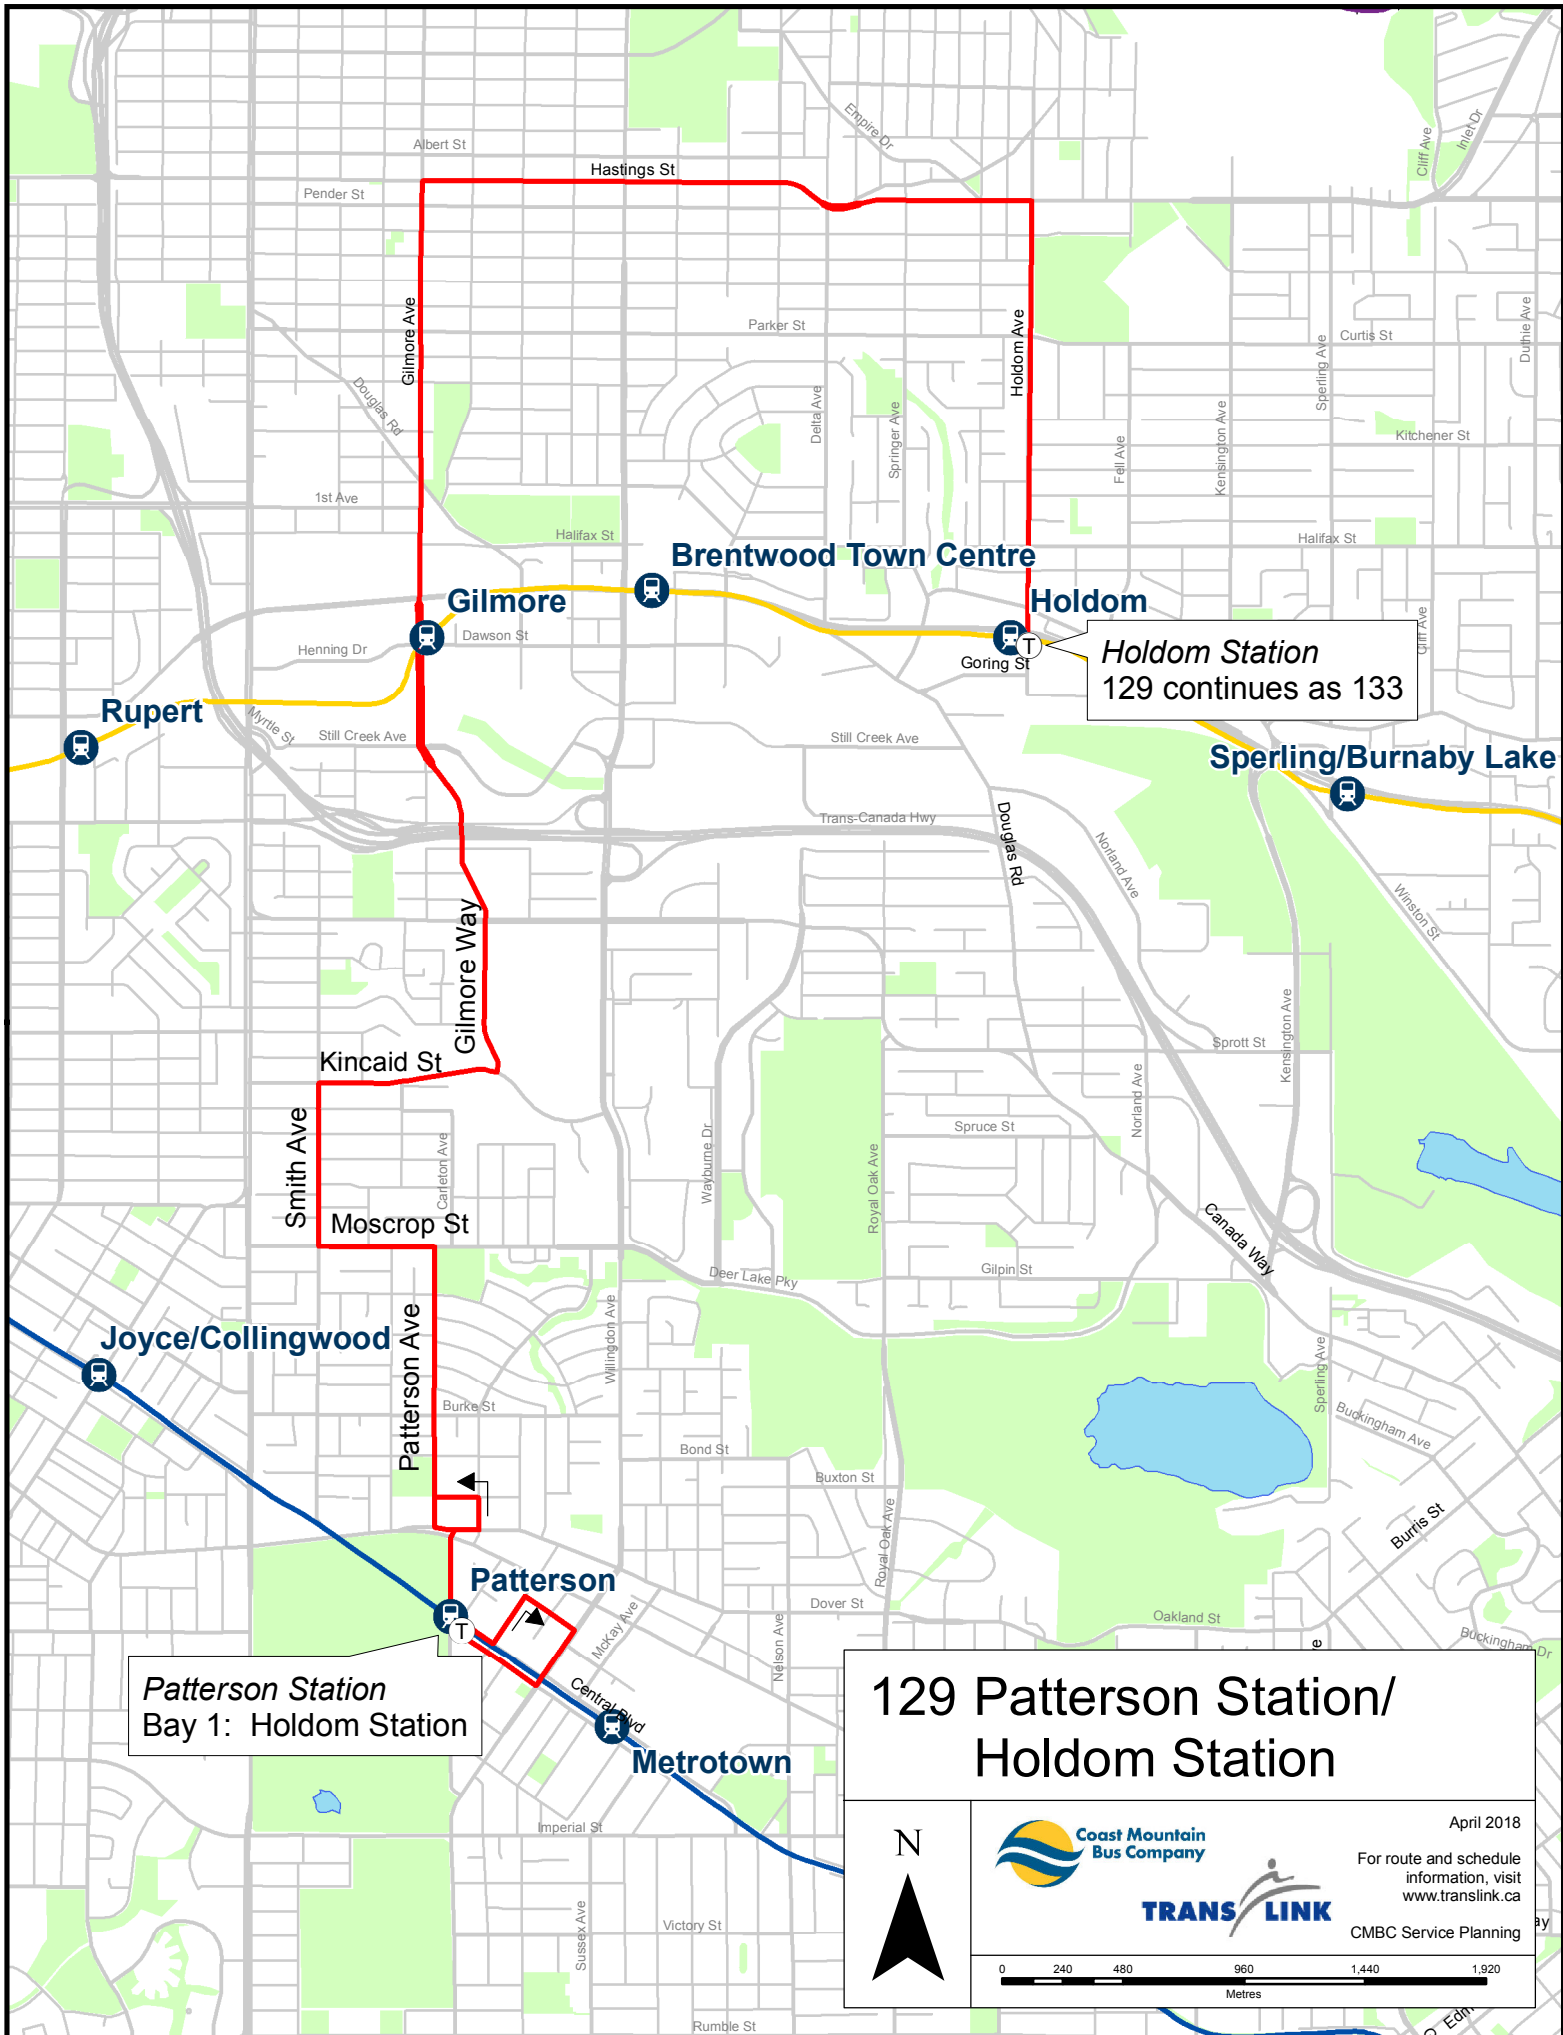 Albert St
Hastings St
Empire Dr
Cliff Ave
Inlet Dr
Pender St
Gilmore Ave
Parker St
Holdom Ave
Curtis St
Sperling Ave
Duthie Ave
Douglas Rd
Delta Ave
Springer Ave
Fell Ave
Kensington Ave
Kitchener St
1st Ave
Halifax St
Halifax St
Brentwood Town Centre
Gilmore
Holdom
Cliff Ave
Dawson St
Henning Dr
T
Goring St
Holdom Station
129 continues as 133
Rupert
Myrtle St
Still Creek Ave
Still Creek Ave
Sperling/Burnaby Lake
Trans-Canada Hwy
Douglas Rd
Norland Ave
Winston St
Gilmore Way
Kincaid St
Sprott St
Kensington Ave
Smith Ave
Carleton Ave
Wayburne Dr
Spruce St
Norland Ave
Royal Oak Ave
Moscrop St
Canada Way
Deer Lake Pky
Gilpin St
Joyce/Collingwood
Patterson Ave
Willingdon Ave
Sperling Ave
Burke St
Buckingham Ave
Bond St
Buxton St
Royal Oak Ave
Burris St
Patterson
T
McKay Ave
Dover St
Nelson Ave
Oakland St
Buckingham Dr
ve
Patterson Station
Bay 1: Holdom Station
Central Blvd
Metrotown
Imperial St
Sussex Ave
Victory St
Rumble St
129 Patterson Station/
Holdom Station
N
Coast Mountain
Bus Company
TRANS LINK
April 2018
For route and schedule
information, visit
www.translink.ca
CMBC Service Planning
ay
0 240 480 960 1,440 1,920
Metres